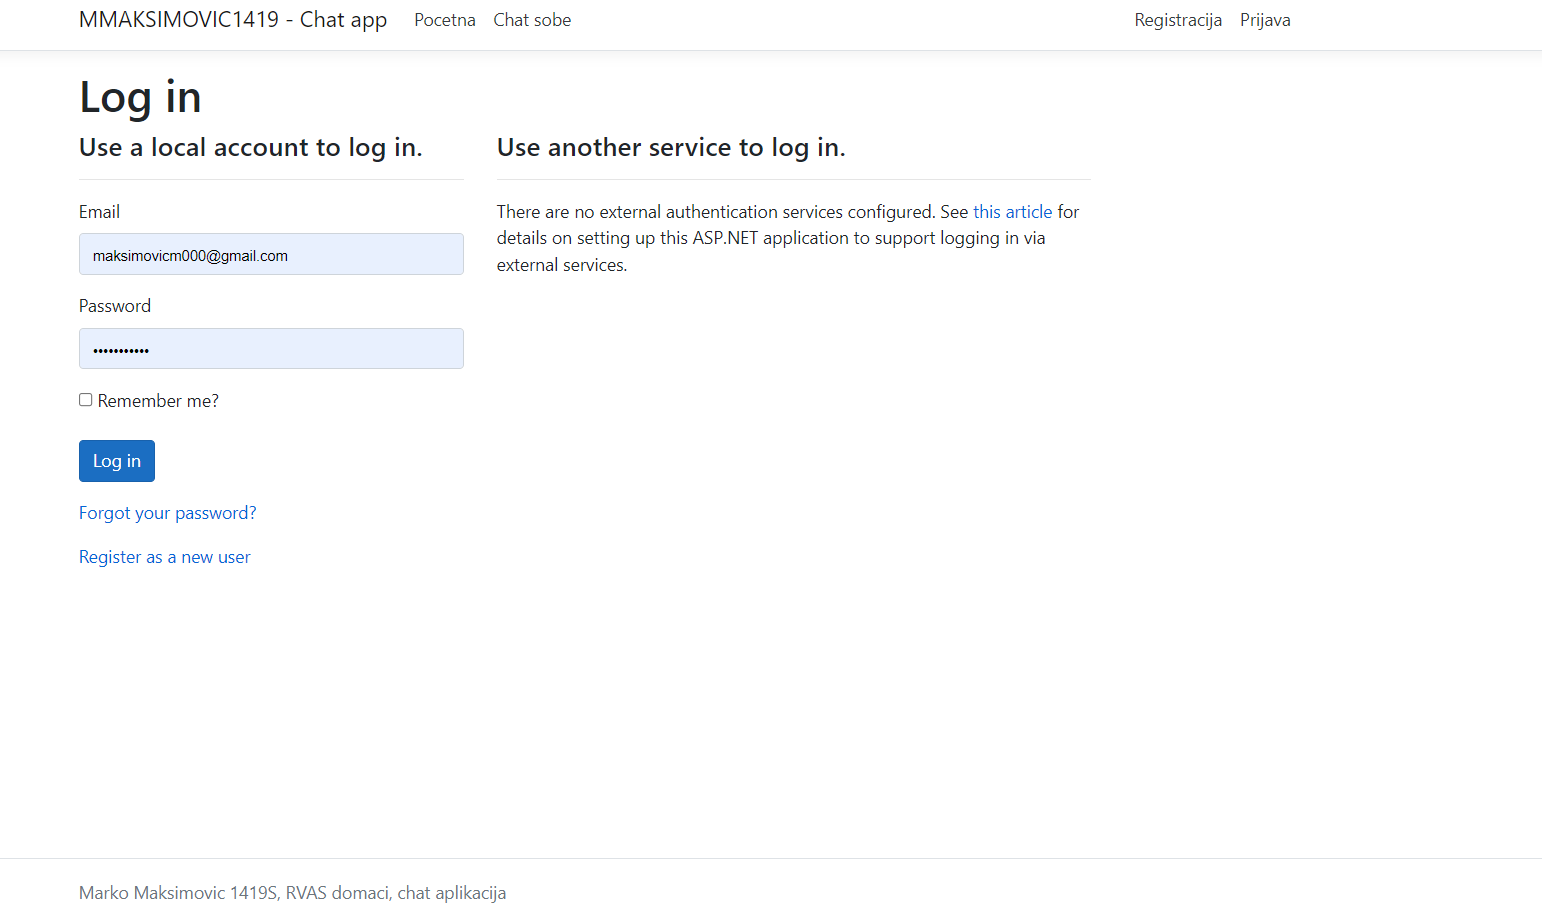 MMAKSIMOVIC1419 - Chat app Pocetna Chat sobe Registracija Prijava
Log in
Use a local account to log in.
Email
maksimovicm000@gmail.com
Password
•••••••••••
Remember me?
Log in
Forgot your password?
Register as a new user
Use another service to log in.
There are no external authentication services configured. See this article for
details on setting up this ASP.NET application to support logging in via
external services.
Marko Maksimovic 1419S, RVAS domaci, chat aplikacija